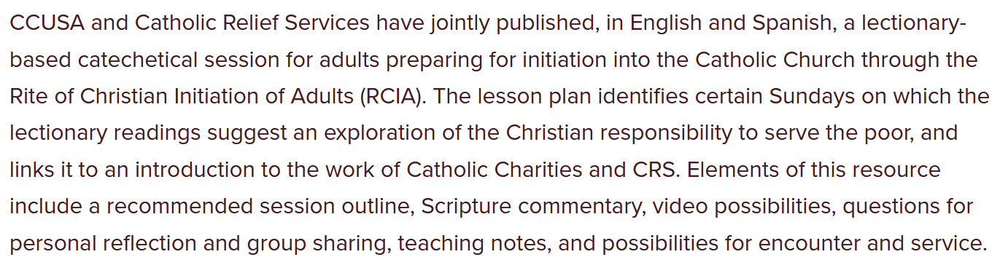 CCUSA and Catholic Relief Services have jointly published, in English and Spanish, a lectionary-
based catechetical session for adults preparing for initiation into the Catholic Church through the
Rite of Christian Initiation of Adults (RCIA). The lesson plan identifies certain Sundays on which the
lectionary readings suggest an exploration of the Christian responsibility to serve the poor, and
links it to an introduction to the work of Catholic Charities and CRS. Elements of this resource
include a recommended session outline, Scripture commentary, video possibilities, questions for
personal reflection and group sharing, teaching notes, and possibilities for encounter and service.